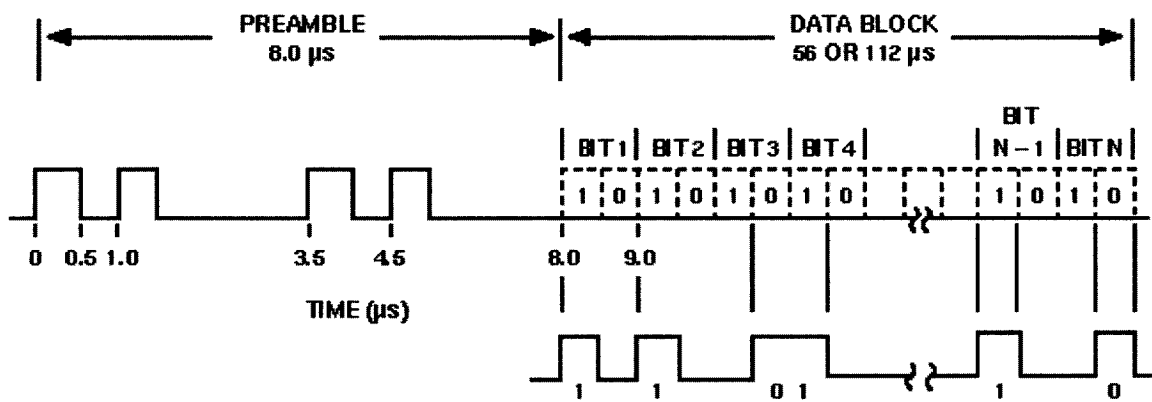 PREAMBLE
8.0 µs
DATA BLOCK
56 OR 112 µs
BIT 1 BIT 2 BIT 3 BIT 4 BIT N – 1 BIT N
1 0 1 0 1 0 1 0 1 0 1 0
0 0.5 1.0 3.5 4.5 8.0 9.0
TIME (µs)
1 1 0 1 1 0